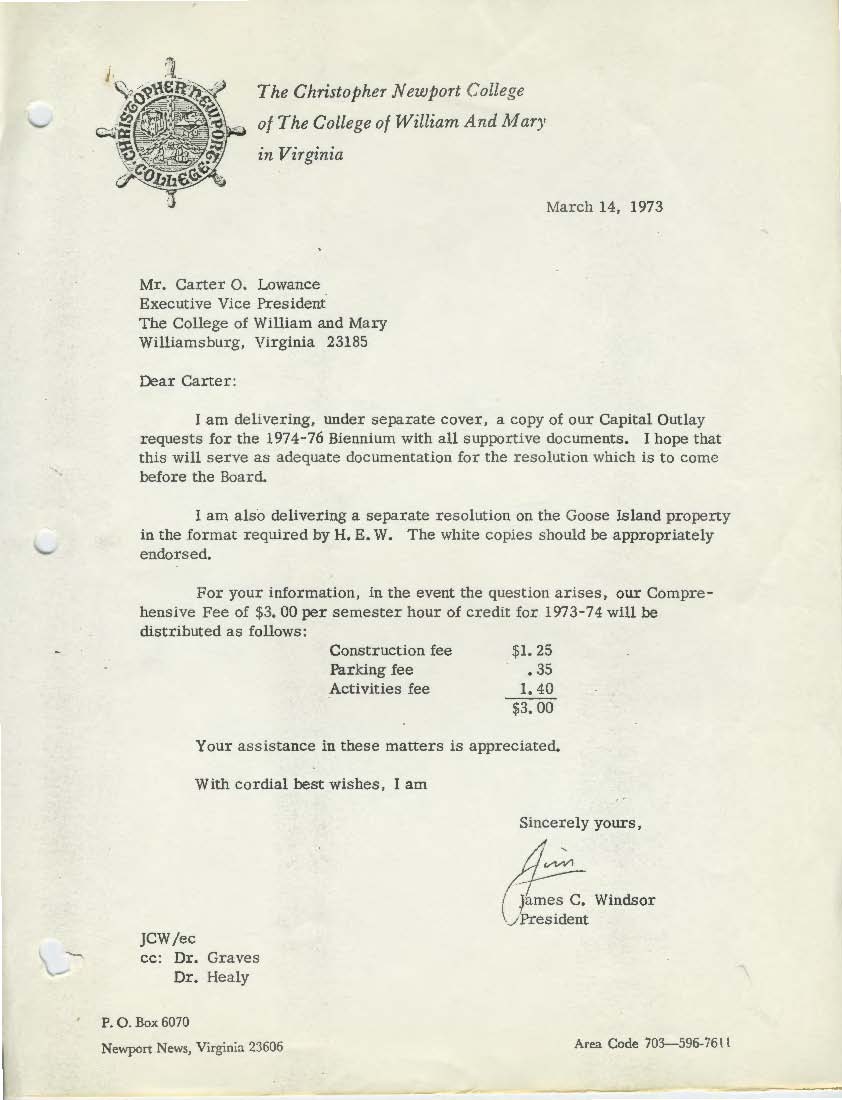 CHRISTOPHER NEWPORT COLLEGE
The Christopher Newport College
of The College of William And Mary
in Virginia
March 14, 1973
Mr. Carter O. Lowance
Executive Vice President
The College of William and Mary
Williamsburg, Virginia 23185
Dear Carter:
I am delivering, under separate cover, a copy of our Capital Outlay
requests for the 1974-76 Biennium with all supportive documents. I hope that
this will serve as adequate documentation for the resolution which is to come
before the Board.
I am also delivering a separate resolution on the Goose Island property
in the format required by H. E. W. The white copies should be appropriately
endorsed.
For your information, in the event the question arises, our Compre-
hensive Fee of $3.00 per semester hour of credit for 1973-74 will be
distributed as follows:
Construction fee $1.25
Parking fee .35
Activities fee 1.40
$3.00
Your assistance in these matters is appreciated.
With cordial best wishes, I am
Sincerely yours,
Jim
James C. Windsor
President
JCW/ec
cc: Dr. Graves
Dr. Healy
P. O. Box 6070
Newport News, Virginia 23606
Area Code 703—596-7611